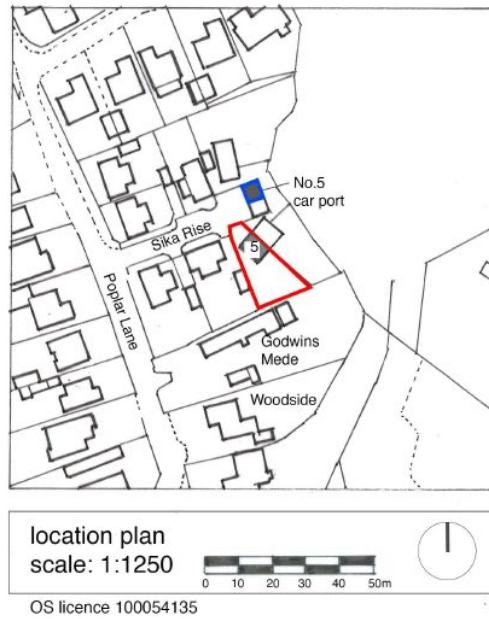 No.5
car port
Sika Rise
5
Poplar Lane
Godwins
Mede
Woodside
location plan
scale: 1:1250
0 10 20 30 40 50m
OS licence 100054135